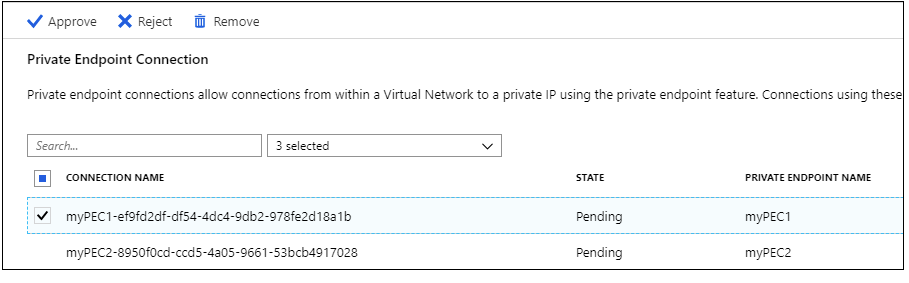 Approve Reject Remove
Private Endpoint Connection
Private endpoint connections allow connections from within a Virtual Network to a private IP using the private endpoint feature. Connections using these
Search... 3 selected
CONNECTION NAME STATE PRIVATE ENDPOINT NAME
myPEC1-ef9fd2df-df54-4dc4-9db2-978fe2d18a1b Pending myPEC1
myPEC2-8950f0cd-ccd5-4a05-9661-53bcb4917028 Pending myPEC2